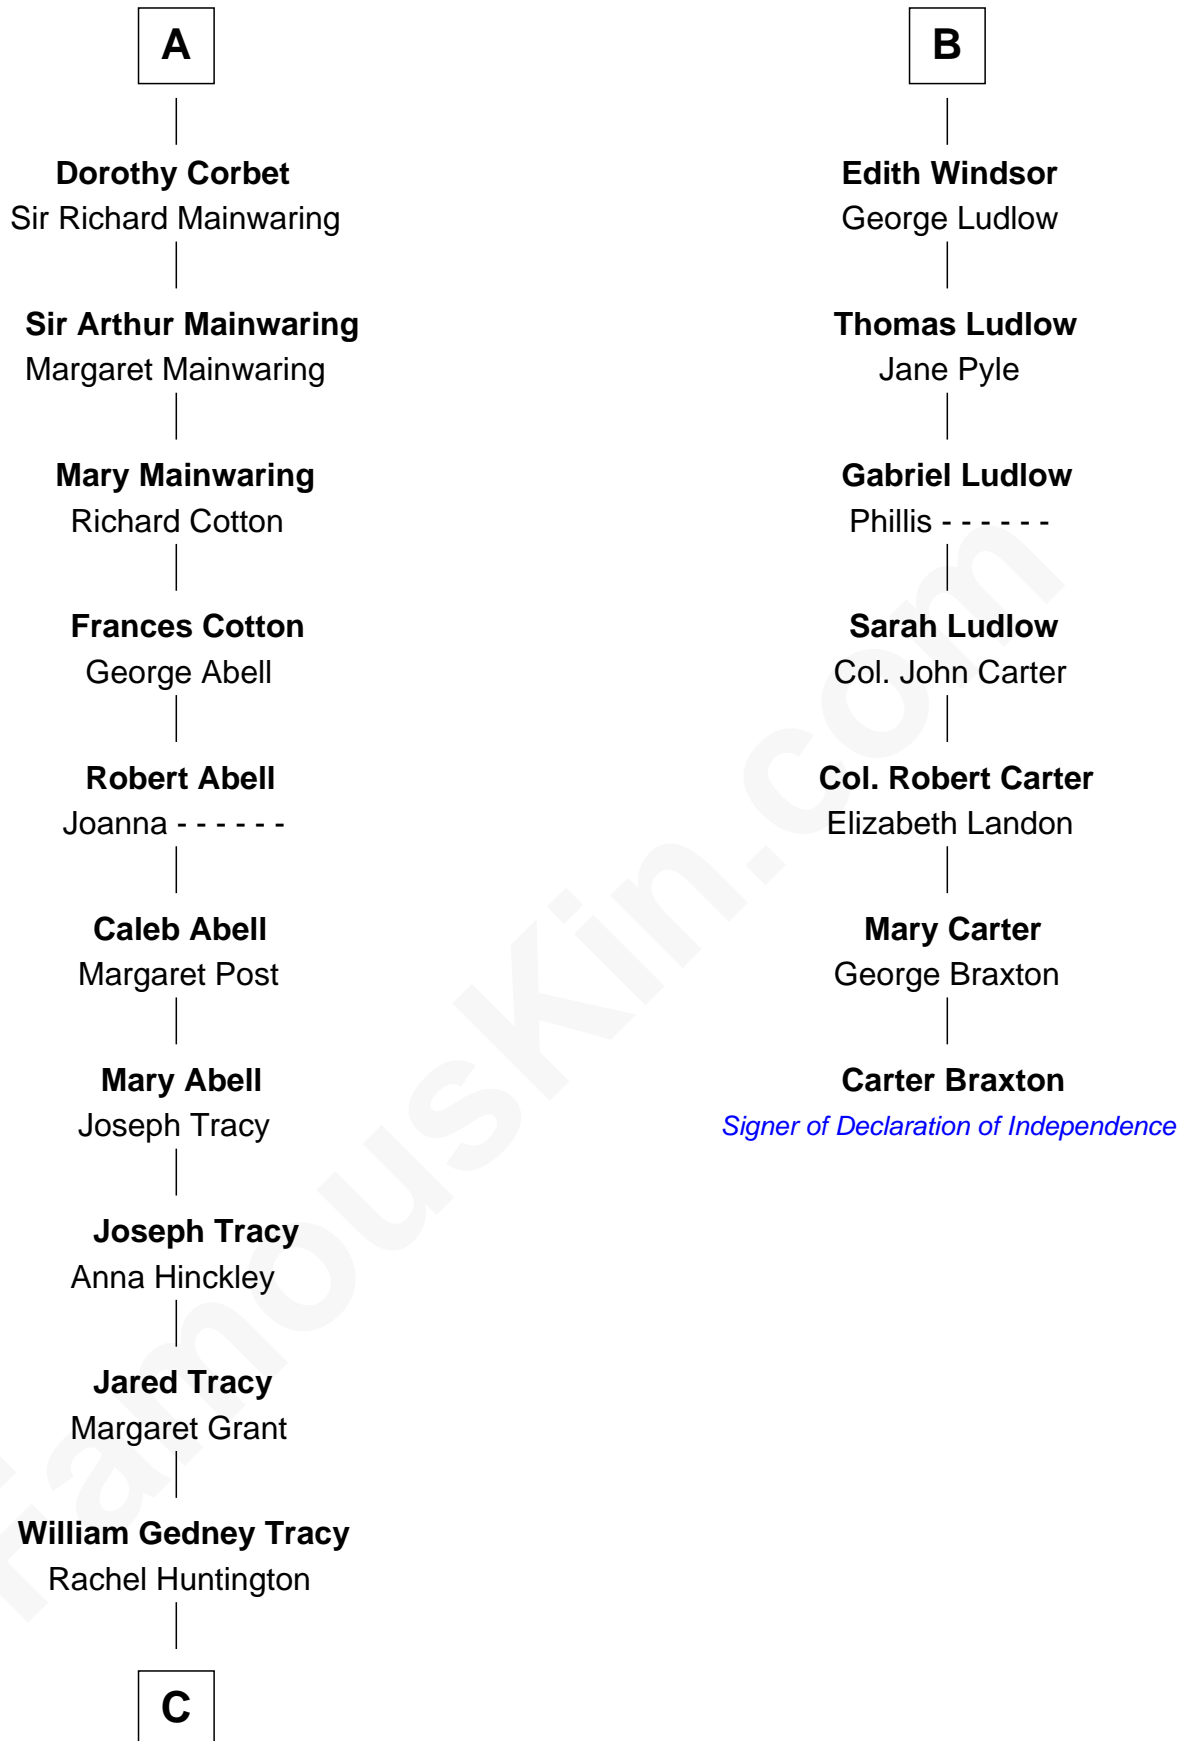 A
Dorothy Corbet
Sir Richard Mainwaring
Sir Arthur Mainwaring
Margaret Mainwaring
Mary Mainwaring
Richard Cotton
Frances Cotton
George Abell
Robert Abell
Joanna - - - - - -
Caleb Abell
Margaret Post
Mary Abell
Joseph Tracy
Joseph Tracy
Anna Hinckley
Jared Tracy
Margaret Grant
William Gedney Tracy
Rachel Huntington
C
B
Edith Windsor
George Ludlow
Thomas Ludlow
Jane Pyle
Gabriel Ludlow
Phillis - - - - - -
Sarah Ludlow
Col. John Carter
Col. Robert Carter
Elizabeth Landon
Mary Carter
George Braxton
Carter Braxton
Signer of Declaration of Independence
FamousKin.com